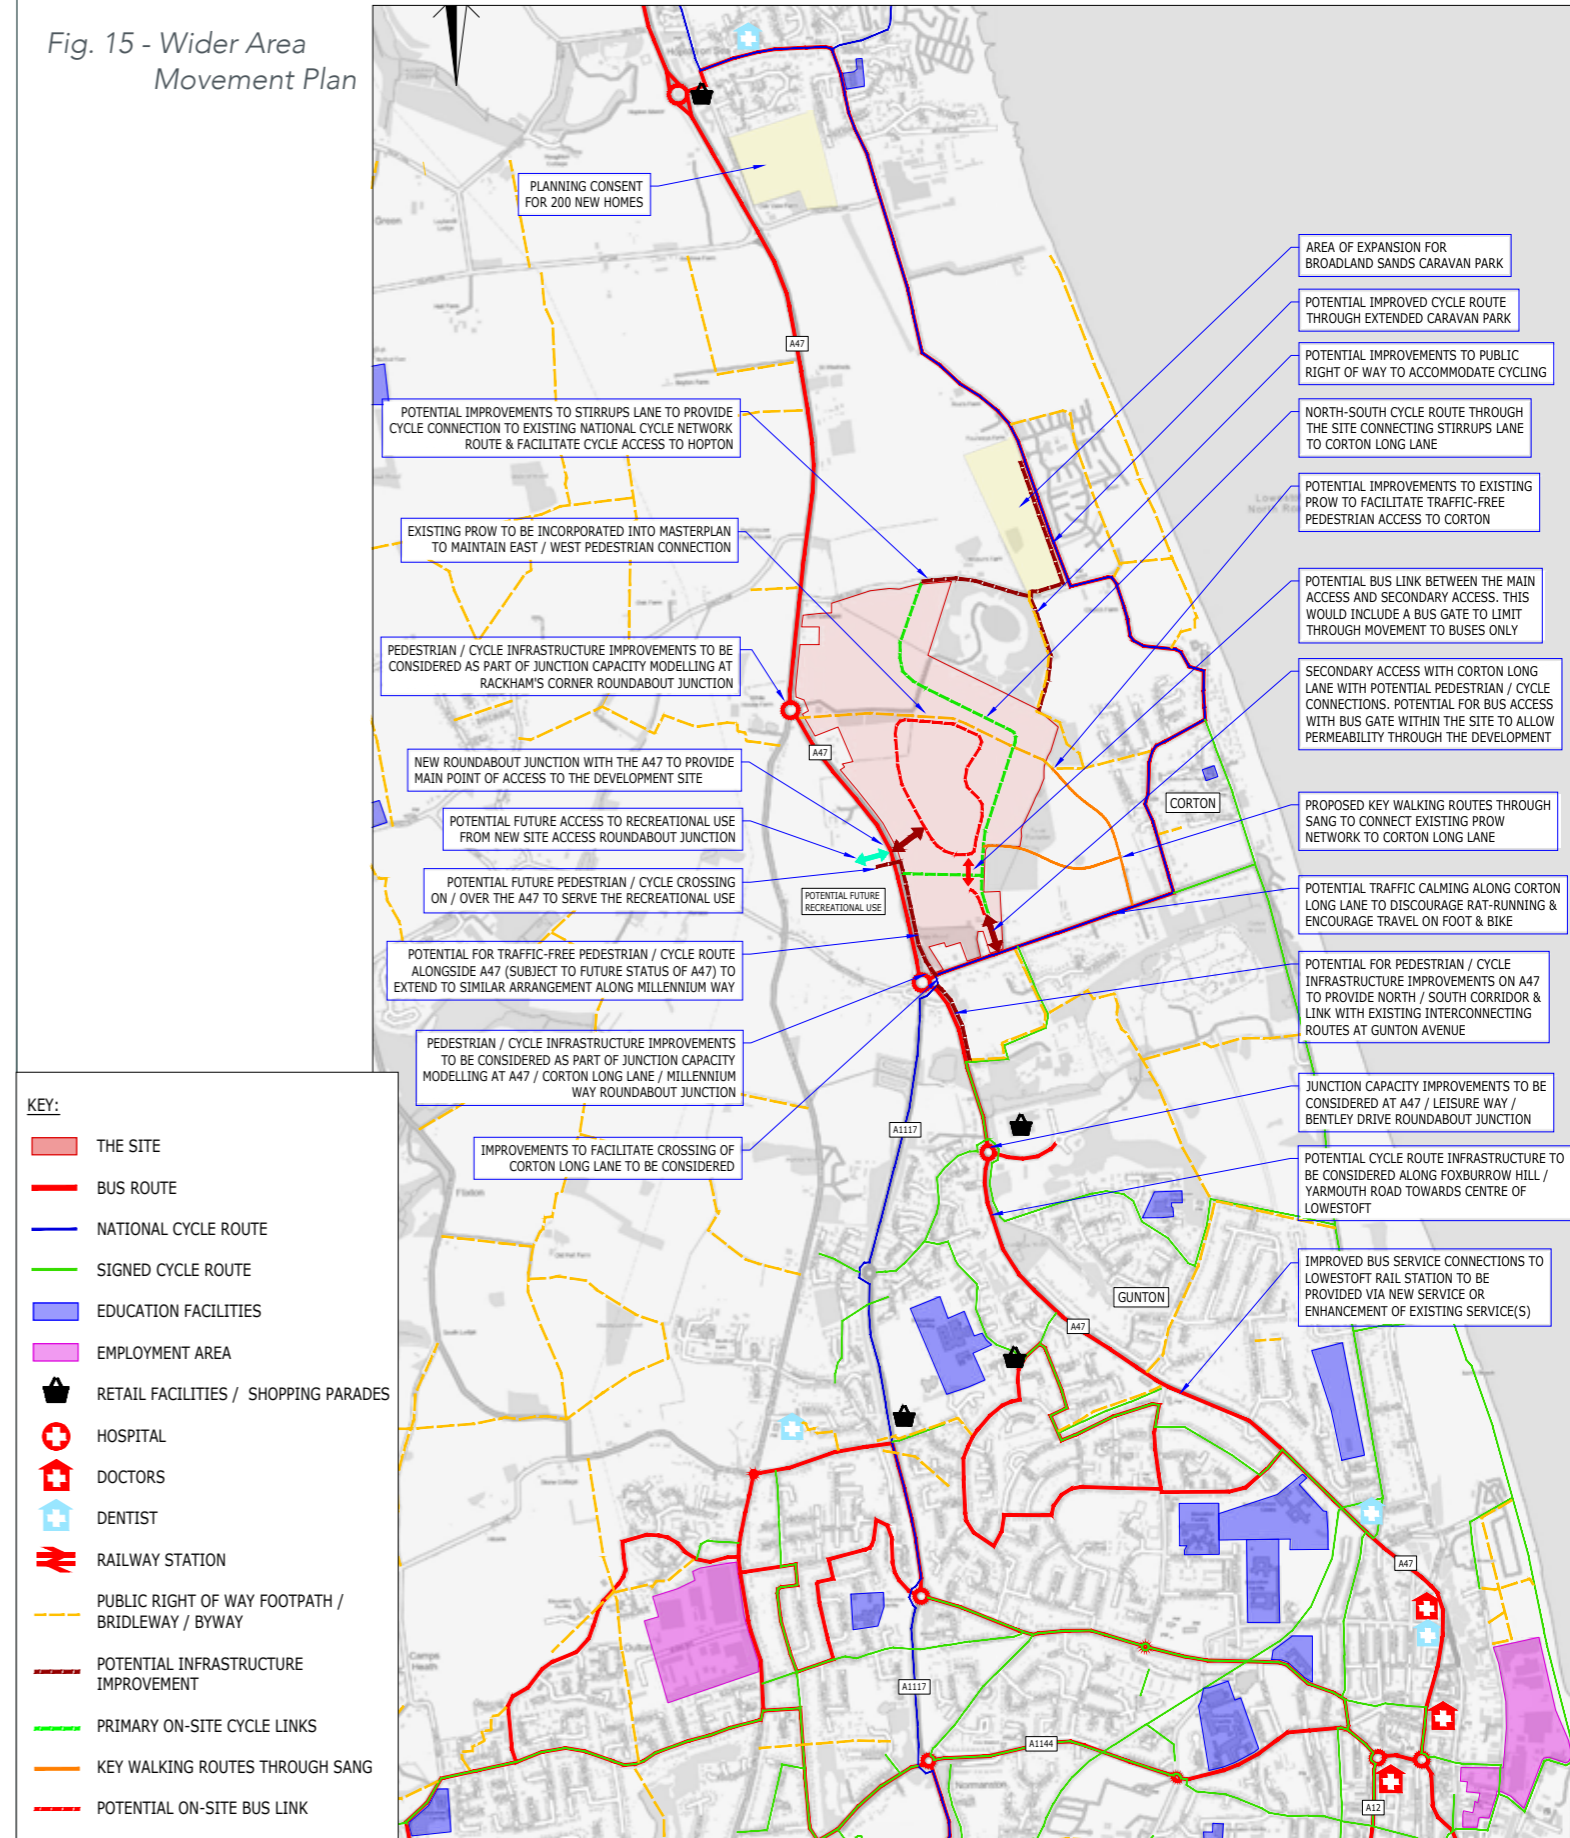 Fig. 15 - Wider Area
Movement Plan
PLANNING CONSENT
FOR 200 NEW HOMES
POTENTIAL IMPROVEMENTS TO STIRRUPS LANE TO PROVIDE
CYCLE CONNECTION TO EXISTING NATIONAL CYCLE NETWORK
ROUTE & FACILITATE CYCLE ACCESS TO HOPTON
EXISTING PROW TO BE INCORPORATED INTO MASTERPLAN
TO MAINTAIN EAST / WEST PEDESTRIAN CONNECTION
PEDESTRIAN / CYCLE INFRASTRUCTURE IMPROVEMENTS TO BE
CONSIDERED AS PART OF JUNCTION CAPACITY MODELLING AT
RACKHAM'S CORNER ROUNDABOUT JUNCTION
NEW ROUNDABOUT JUNCTION WITH THE A47 TO PROVIDE
MAIN POINT OF ACCESS TO THE DEVELOPMENT SITE
POTENTIAL FUTURE ACCESS TO RECREATIONAL USE
FROM NEW SITE ACCESS ROUNDABOUT JUNCTION
POTENTIAL FUTURE PEDESTRIAN / CYCLE CROSSING
ON / OVER THE A47 TO SERVE THE RECREATIONAL USE
POTENTIAL FOR TRAFFIC-FREE PEDESTRIAN / CYCLE ROUTE
ALONGSIDE A47 (SUBJECT TO FUTURE STATUS OF A47) TO
EXTEND TO SIMILAR ARRANGEMENT ALONG MILLENNIUM WAY
PEDESTRIAN / CYCLE INFRASTRUCTURE IMPROVEMENTS
TO BE CONSIDERED AS PART OF JUNCTION CAPACITY
MODELLING AT A47 / CORTON LONG LANE / MILLENNIUM
WAY ROUNDABOUT JUNCTION
IMPROVEMENTS TO FACILITATE CROSSING OF
CORTON LONG LANE TO BE CONSIDERED
AREA OF EXPANSION FOR
BROADLAND SANDS CARAVAN PARK
POTENTIAL IMPROVED CYCLE ROUTE
THROUGH EXTENDED CARAVAN PARK
POTENTIAL IMPROVEMENTS TO PUBLIC
RIGHT OF WAY TO ACCOMMODATE CYCLING
NORTH-SOUTH CYCLE ROUTE THROUGH
THE SITE CONNECTING STIRRUPS LANE
TO CORTON LONG LANE
POTENTIAL IMPROVEMENTS TO EXISTING
PROW TO FACILITATE TRAFFIC-FREE
PEDESTRIAN ACCESS TO CORTON
POTENTIAL BUS LINK BETWEEN THE MAIN
ACCESS AND SECONDARY ACCESS. THIS
WOULD INCLUDE A BUS GATE TO LIMIT
THROUGH MOVEMENT TO BUSES ONLY
SECONDARY ACCESS WITH CORTON LONG
LANE WITH POTENTIAL PEDESTRIAN / CYCLE
CONNECTIONS. POTENTIAL FOR BUS ACCESS
WITH BUS GATE WITHIN THE SITE TO ALLOW
PERMEABILITY THROUGH THE DEVELOPMENT
PROPOSED KEY WALKING ROUTES THROUGH
SANG TO CONNECT EXISTING PROW
NETWORK TO CORTON LONG LANE
POTENTIAL TRAFFIC CALMING ALONG CORTON
LONG LANE TO DISCOURAGE RAT-RUNNING &
ENCOURAGE TRAVEL ON FOOT & BIKE
POTENTIAL FOR PEDESTRIAN / CYCLE
INFRASTRUCTURE IMPROVEMENTS ON A47
TO PROVIDE NORTH / SOUTH CORRIDOR &
LINK WITH EXISTING INTERCONNECTING
ROUTES AT GUNTON AVENUE
JUNCTION CAPACITY IMPROVEMENTS TO BE
CONSIDERED AT A47 / LEISURE WAY /
BENTLEY DRIVE ROUNDABOUT JUNCTION
POTENTIAL CYCLE ROUTE INFRASTRUCTURE TO
BE CONSIDERED ALONG FOXBURROW HILL /
YARMOUTH ROAD TOWARDS CENTRE OF
LOWESTOFT
IMPROVED BUS SERVICE CONNECTIONS TO
LOWESTOFT RAIL STATION TO BE
PROVIDED VIA NEW SERVICE OR
ENHANCEMENT OF EXISTING SERVICE(S)
A47
A47
CORTON
POTENTIAL FUTURE
RECREATIONAL USE
A1117
GUNTON
A47
A47
A1117
A1144
A12
Green
Flixton
Camps
Heath
Normanston
KEY:
THE SITE
BUS ROUTE
NATIONAL CYCLE ROUTE
SIGNED CYCLE ROUTE
EDUCATION FACILITIES
EMPLOYMENT AREA
RETAIL FACILITIES / SHOPPING PARADES
HOSPITAL
DOCTORS
DENTIST
RAILWAY STATION
PUBLIC RIGHT OF WAY FOOTPATH /
BRIDLEWAY / BYWAY
POTENTIAL INFRASTRUCTURE
IMPROVEMENT
PRIMARY ON-SITE CYCLE LINKS
KEY WALKING ROUTES THROUGH SANG
POTENTIAL ON-SITE BUS LINK